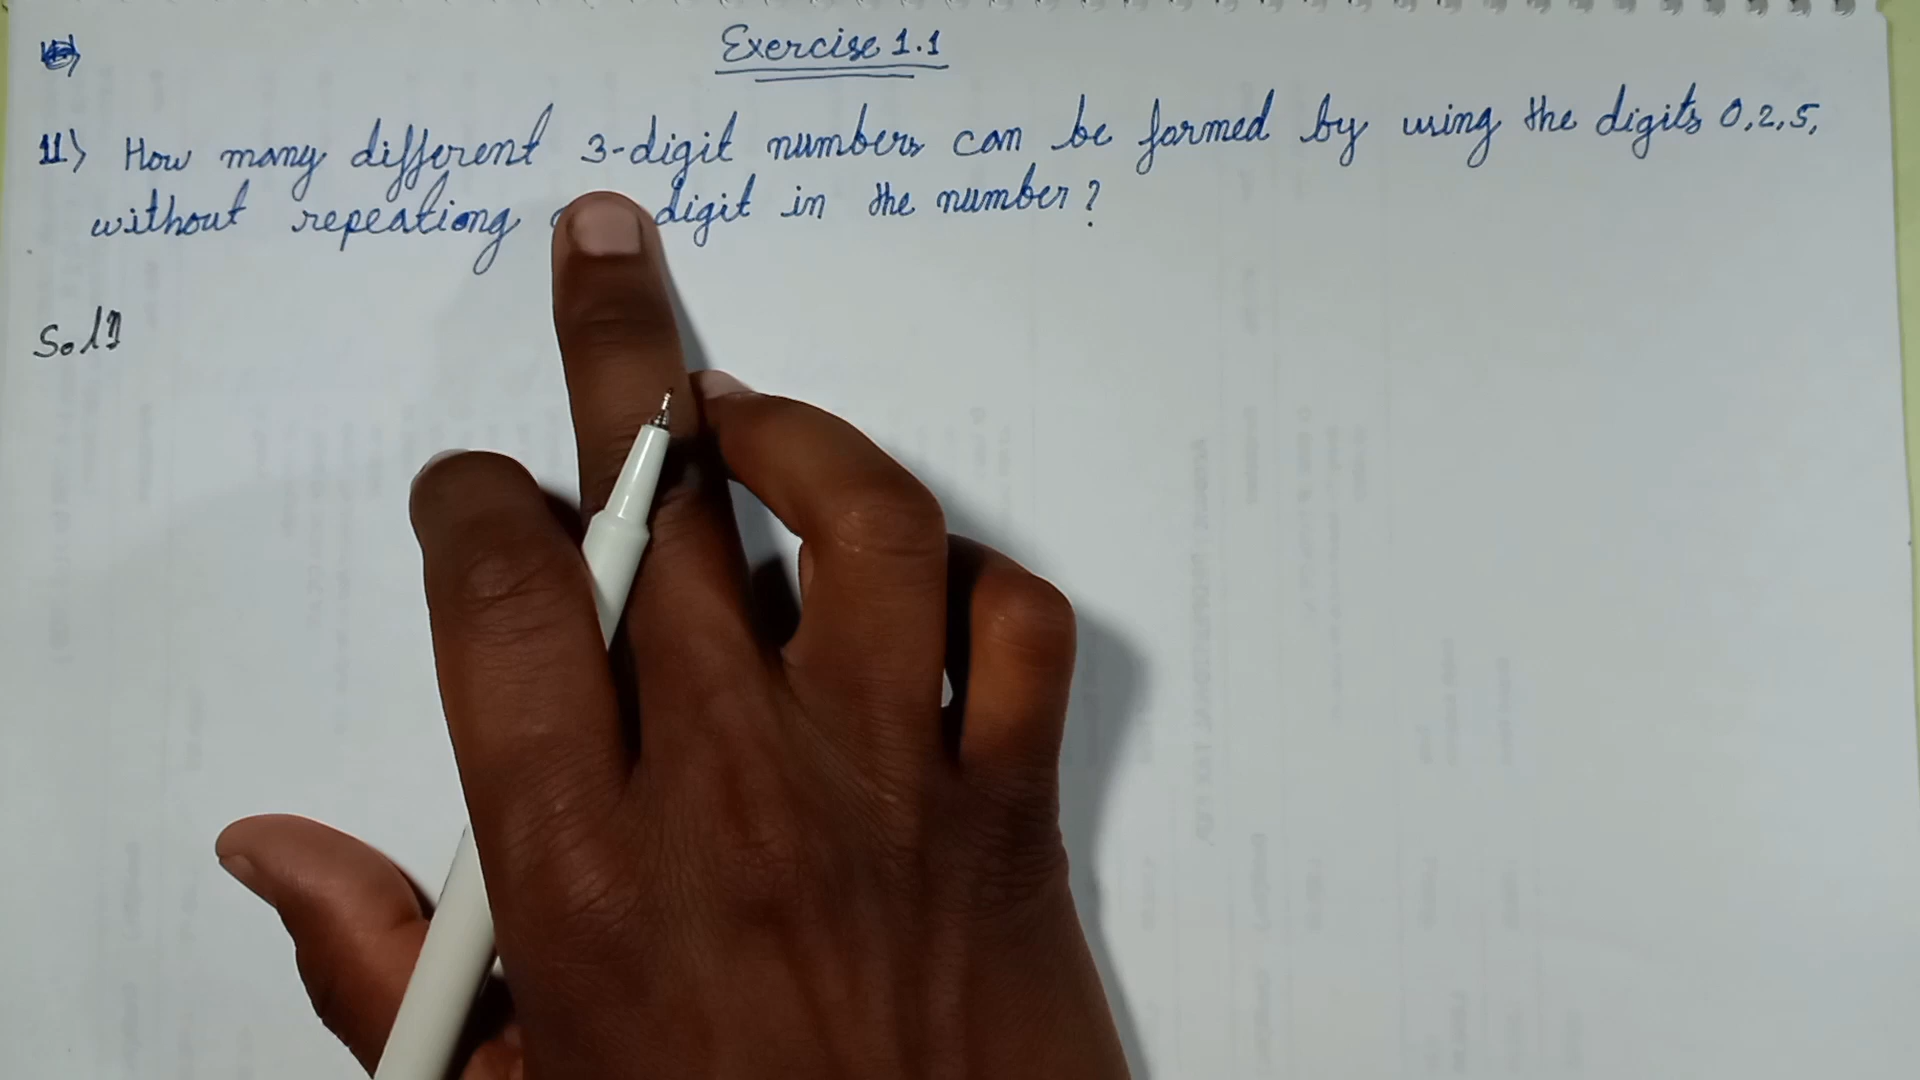 Exercise 1.1
11) How many different 3-digit numbers can be formed by using the digits 0,2,5,
without repeationg digit in the number?
Sol^n